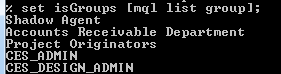 % set isGroups [mql list group];
Shadow Agent
Accounts Receivable Department
Project Originators
CES_ADMIN
CES_DESIGN_ADMIN